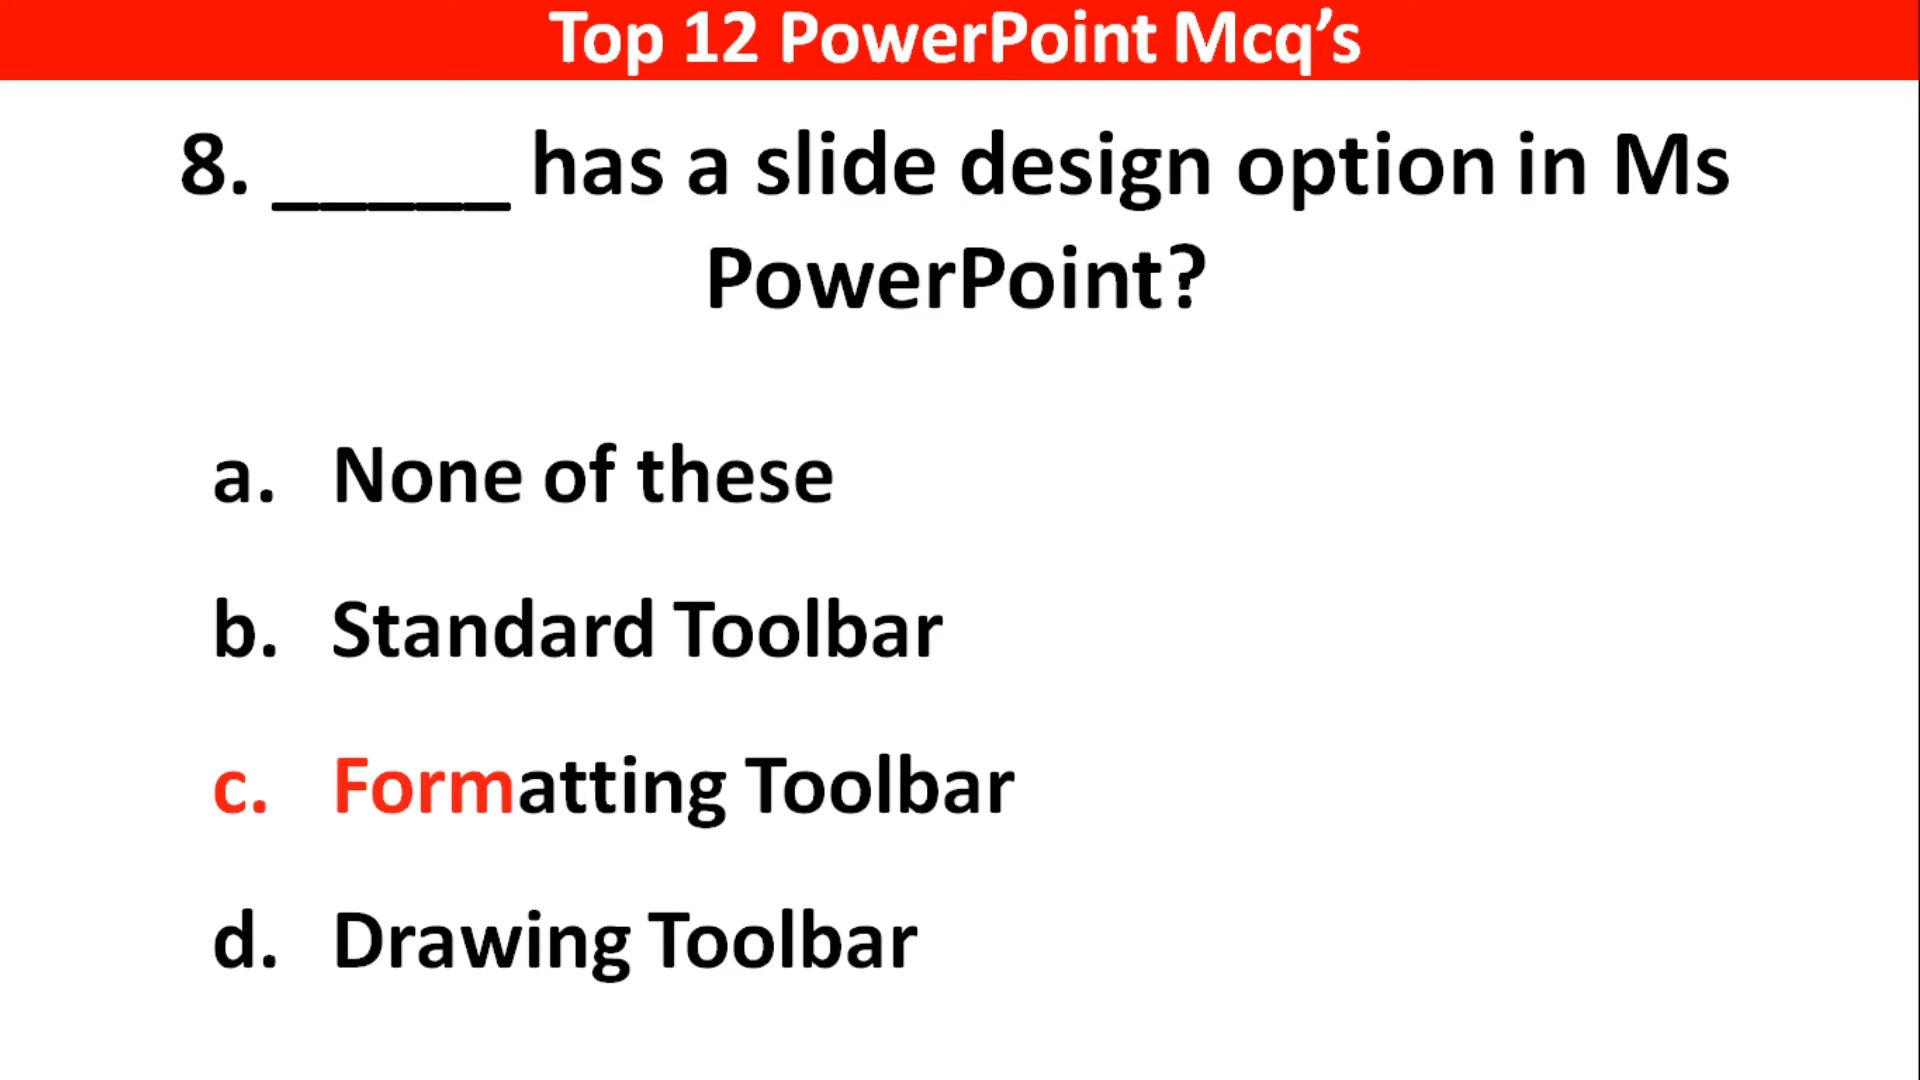 Top 12 PowerPoint Mcq’s
8. _____ has a slide design option in Ms
PowerPoint?
a. None of these
b. Standard Toolbar
c. Formatting Toolbar
d. Drawing Toolbar